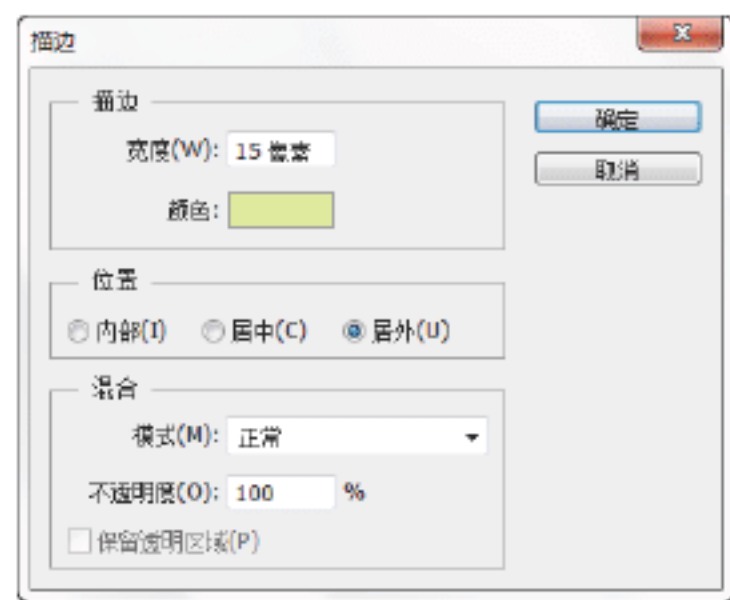 描边
描边
宽度(W): 15 像素
颜色:
确定
取消
位置
内部(I) 居中(C) 居外(U)
混合
模式(M): 正常
不透明度(O): 100 %
保留透明区域(P)